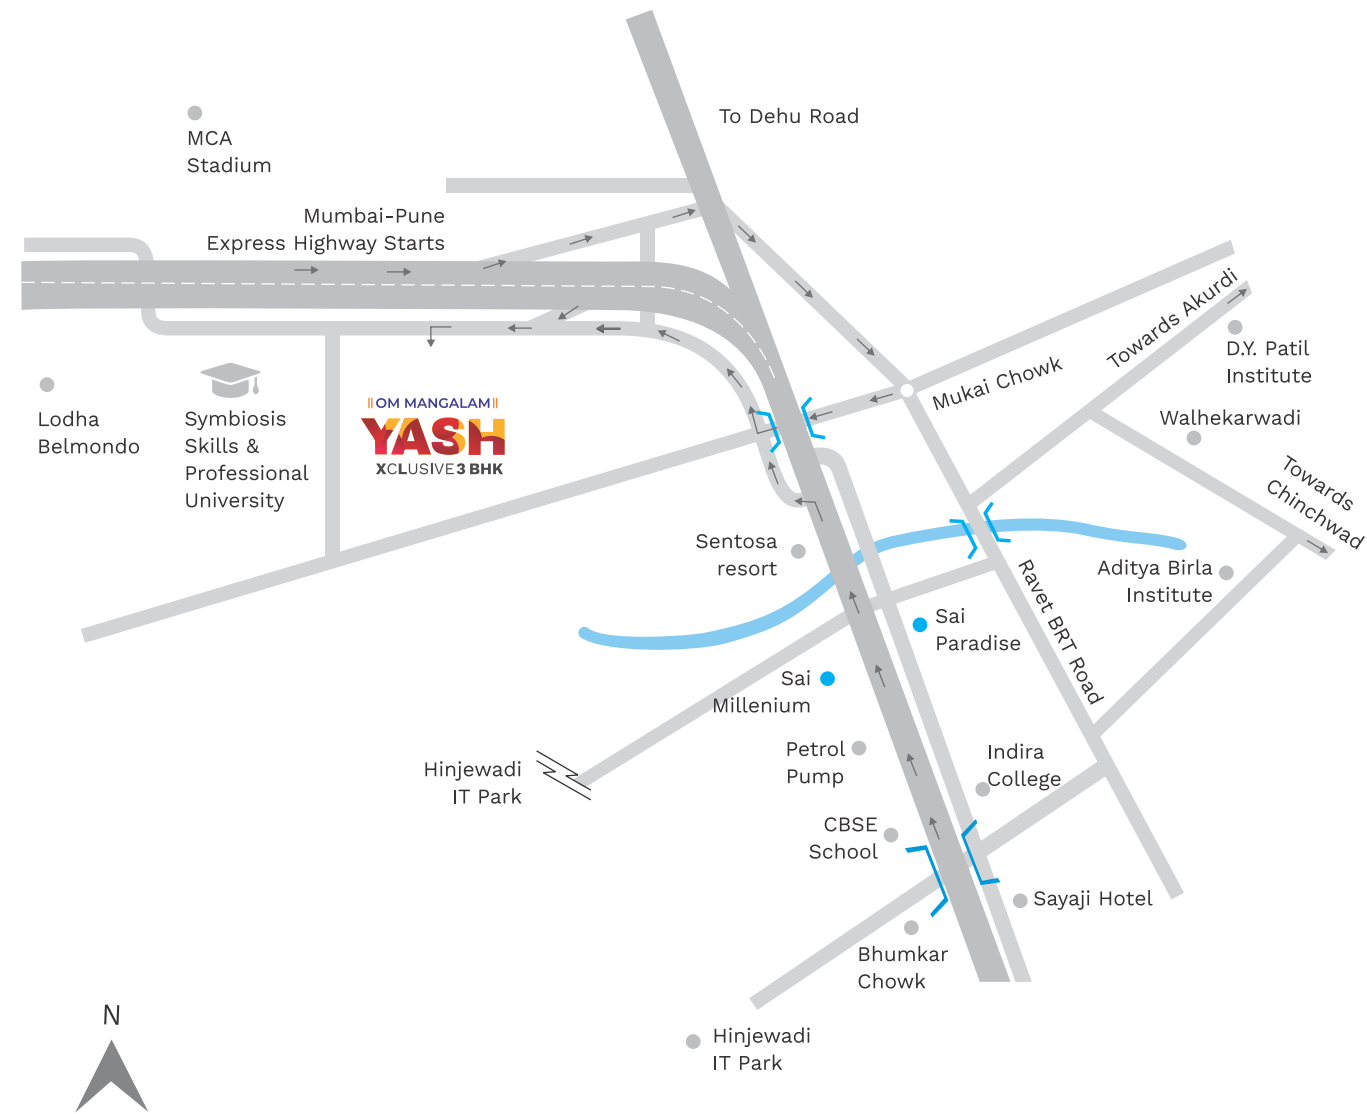 To Dehu Road
MCA
Stadium
Mumbai-Pune
Express Highway Starts
Towards Akurdi
D.Y. Patil
Institute
Mukai Chowk
Walhekarwadi
Lodha
Belmondo
Symbiosis
Skills &
Professional
University
OM MANGALAM
YASH
XCLUSIVE 3 BHK
Towards
Chinchwad
Sentosa
resort
Aditya Birla
Institute
Ravet BRT Road
Sai
Paradise
Sai
Millenium
Petrol
Pump
Indira
College
Hinjewadi
IT Park
CBSE
School
Sayaji Hotel
Bhumkar
Chowk
N
Hinjewadi
IT Park